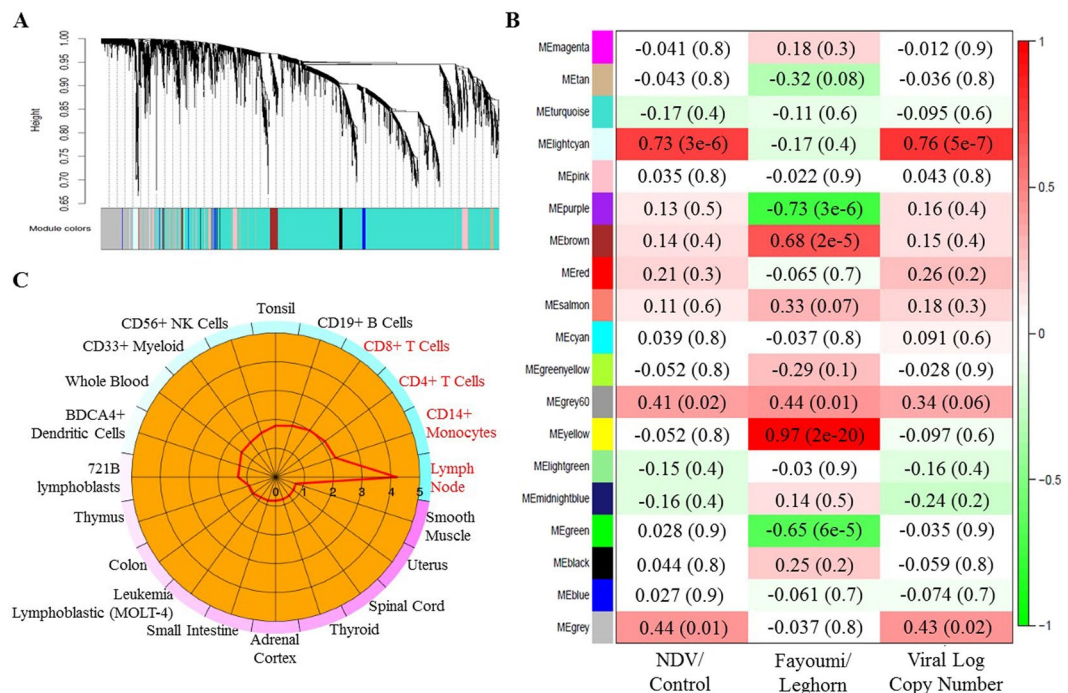 A
1.00
0.95
0.90
0.85
0.80
0.75
0.70
0.65
Height
Module colors
B
MEmagenta -0.041 (0.8) 0.18 (0.3) -0.012 (0.9)
MEtan -0.043 (0.8) -0.32 (0.08) -0.036 (0.8)
MEturquoise -0.17 (0.4) -0.11 (0.6) -0.095 (0.6)
MElightcyan 0.73 (3e-6) -0.17 (0.4) 0.76 (5e-7)
MEpink 0.035 (0.8) -0.022 (0.9) 0.043 (0.8)
MEpurple 0.13 (0.5) -0.73 (3e-6) 0.16 (0.4)
MEbrown 0.14 (0.4) 0.68 (2e-5) 0.15 (0.4)
MEred 0.21 (0.3) -0.065 (0.7) 0.26 (0.2)
MEsalmon 0.11 (0.6) 0.33 (0.07) 0.18 (0.3)
MEcyan 0.039 (0.8) -0.037 (0.8) 0.091 (0.6)
MEgreenyellow -0.052 (0.8) -0.29 (0.1) -0.028 (0.9)
MEgrey60 0.41 (0.02) 0.44 (0.01) 0.34 (0.06)
MEyellow -0.052 (0.8) 0.97 (2e-20) -0.097 (0.6)
MElightgreen -0.15 (0.4) -0.03 (0.9) -0.16 (0.4)
MEmidnightblue -0.16 (0.4) 0.14 (0.5) -0.24 (0.2)
MEgreen 0.028 (0.9) -0.65 (6e-5) -0.035 (0.9)
MEblack 0.044 (0.8) 0.25 (0.2) -0.059 (0.8)
MEblue 0.027 (0.9) -0.061 (0.7) -0.074 (0.7)
MEgrey 0.44 (0.01) -0.037 (0.8) 0.43 (0.02)
NDV/ Fayoumi/ Viral Log
Control Leghorn Copy Number
1
0.5
0
-0.5
-1
C
Tonsil
CD19+ B Cells
CD8+ T Cells
CD4+ T Cells
CD14+
Monocytes
Lymph
Node
Smooth
Muscle
Uterus
Spinal Cord
Thyroid
Adrenal
Cortex
Small Intestine
Leukemia
Lymphoblastic (MOLT-4)
Colon
Thymus
721B
lymphoblasts
BDCA4+
Dendritic Cells
Whole Blood
CD33+ Myeloid
CD56+ NK Cells
0 1 2 3 4 5